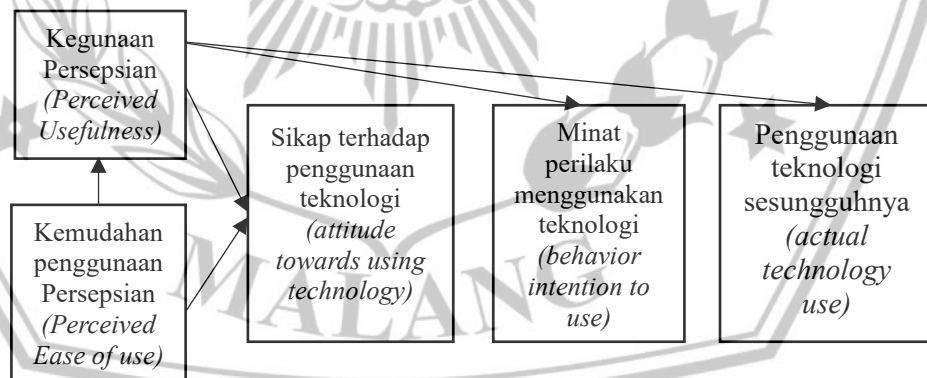 Kegunaan
Persepsian
(Perceived
Usefulness)
Kemudahan
penggunaan
Persepsian
(Perceived
Ease of use)
Sikap terhadap
penggunaan
teknologi
(attitude
towards using
technology)
Minat
perilaku
menggunakan
teknologi
(behavior
intention to
use)
Penggunaan
teknologi
sesungguhnya
(actual
technology
use)
MALANG